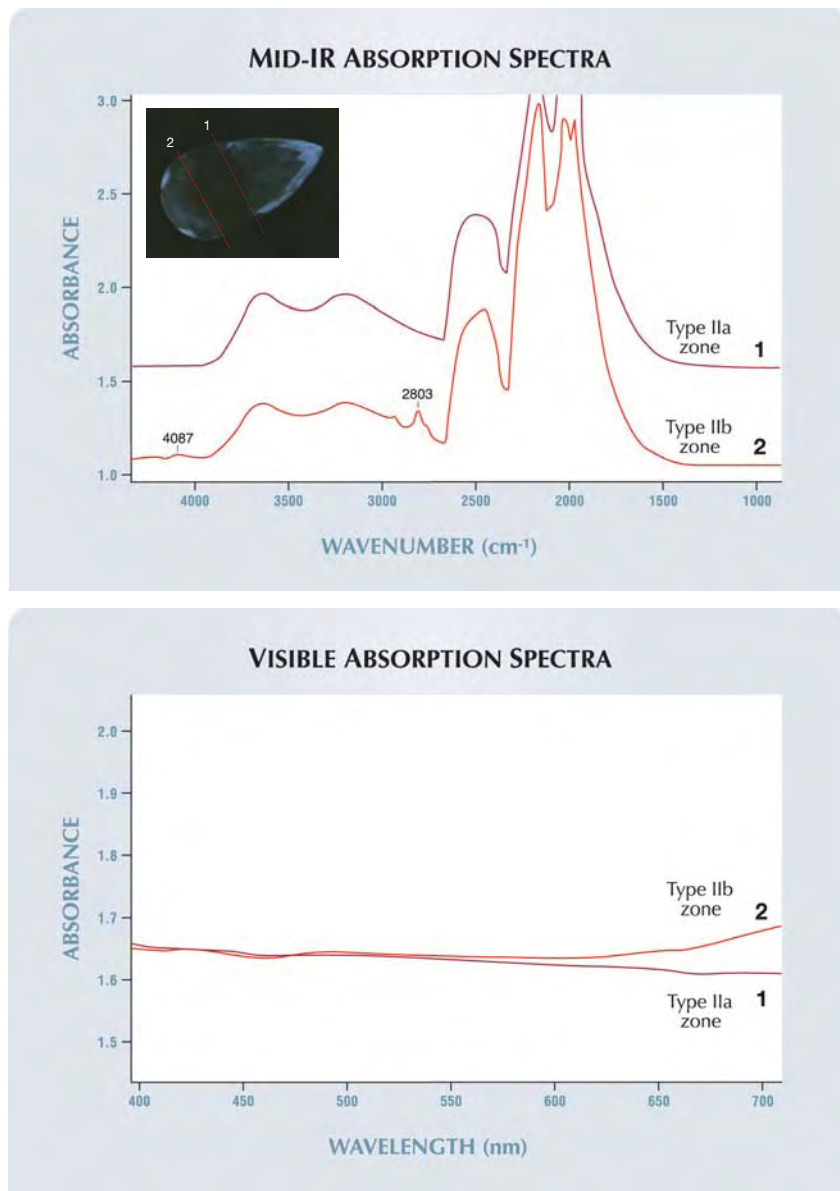 MID-IR ABSORPTION SPECTRA
3.0
2.5
2.0
1.5
1.0
ABSORBANCE
1
2
4087
2803
Type IIa
zone 1
Type IIb
zone 2
4000 3500 3000 2500 2000 1500 1000
WAVENUMBER (cm-1)
VISIBLE ABSORPTION SPECTRA
2.0
1.9
1.8
1.7
1.6
1.5
ABSORBANCE
Type IIb
zone 2
Type IIa
zone 1
400 450 500 550 600 650 700
WAVELENGTH (nm)